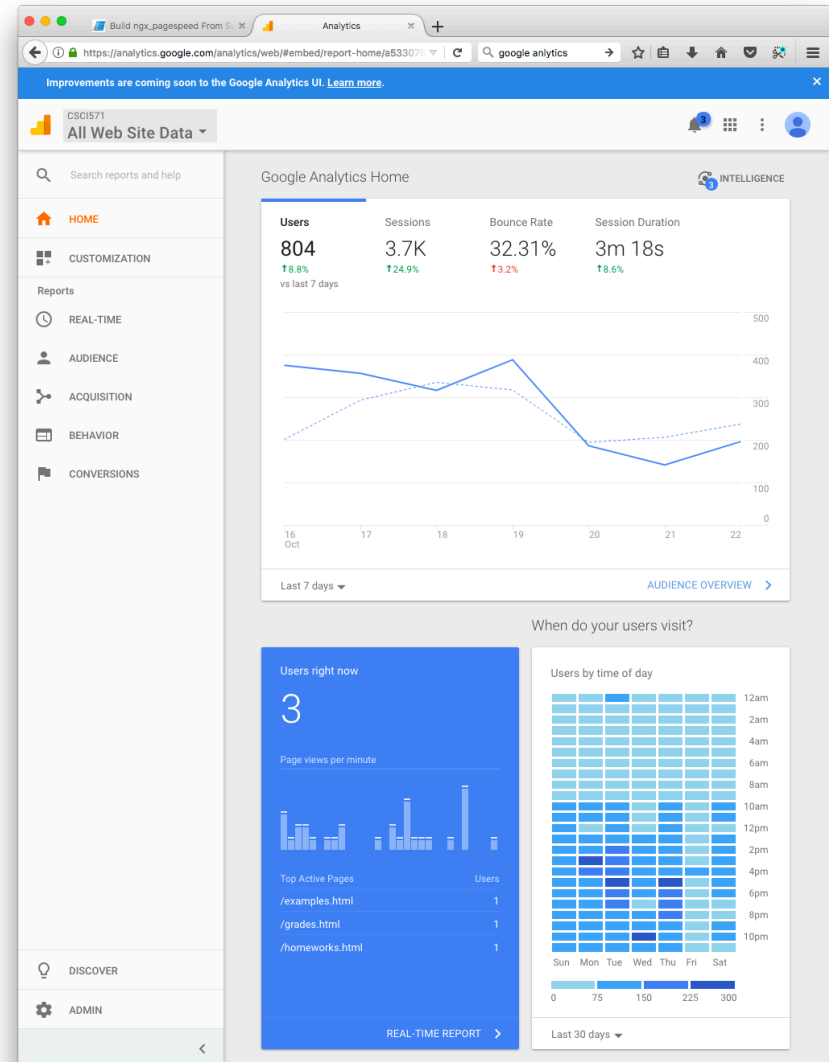 Build ngx_pagespeed From S
Analytics
https://analytics.google.com/analytics/web/#embed/report-home/a53307
google anlytics
Improvements are coming soon to the Google Analytics UI. Learn more.
CSCI571
All Web Site Data
3
Search reports and help
HOME
CUSTOMIZATION
Reports
REAL-TIME
AUDIENCE
ACQUISITION
BEHAVIOR
CONVERSIONS
DISCOVER
ADMIN
Google Analytics Home
3
INTELLIGENCE
Users Sessions Bounce Rate Session Duration
804 3.7K 32.31% 3m 18s
8.8% 24.9% 3.2% 8.6%
vs last 7 days
500
400
300
200
100
0
16 17 18 19 20 21 22
Oct
Last 7 days AUDIENCE OVERVIEW
Users right now
3
Page views per minute
Top Active Pages Users
/examples.html 1
/grades.html 1
/homeworks.html 1
REAL-TIME REPORT
When do your users visit?
Users by time of day
12am
2am
4am
6am
8am
10am
12pm
2pm
4pm
6pm
8pm
10pm
Sun Mon Tue Wed Thu Fri Sat
0 75 150 225 300
Last 30 days